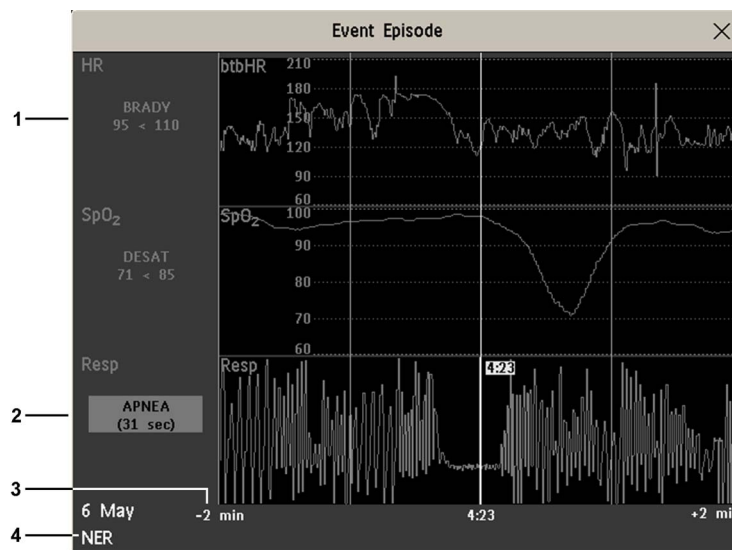 Event Episode
HR
BRADY
95 < 110
btbHR
210
180
150
120
90
60
1
SpO₂
DESAT
71 < 85
SpO₂
100
90
80
70
60
Resp
APNEA
(31 sec)
Resp
4:23
2
3
6 May
-2 min
4:23
+2 mi
4
NER